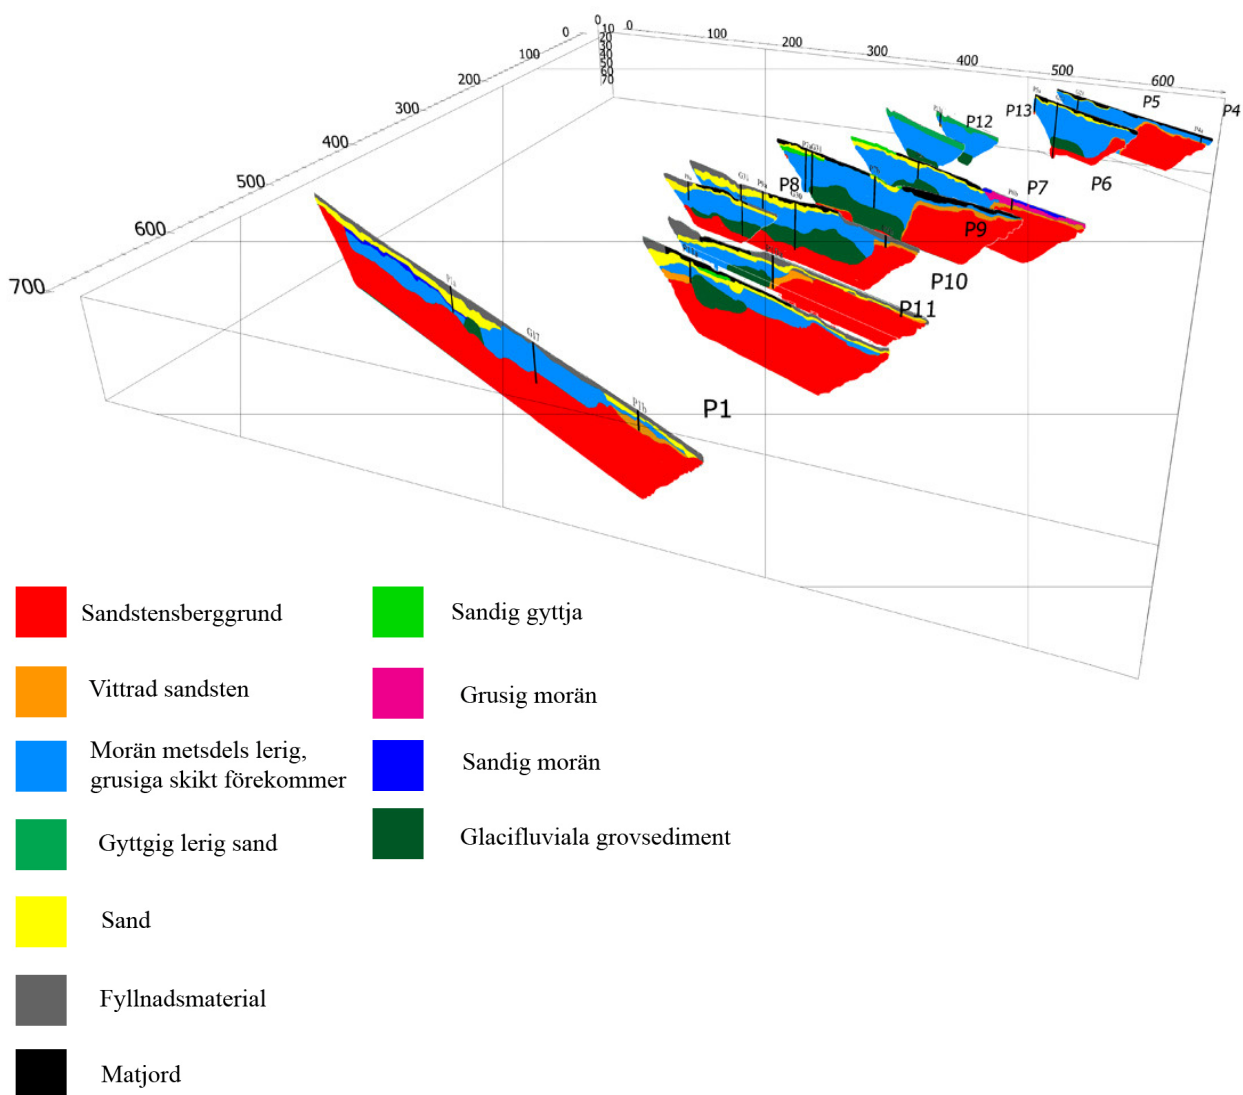 0
100
200
300
400
500
600
700
0
10
20
30
40
50
60
70
0
100
200
300
400
500
600
P4
P5
P13
P12
P6
P7
P8
P9
P10
P11
G17
P1b
P1
Sandstensberggrund
Vittrad sandsten
Morän metsdels lerig,
grusiga skikt förekommer
Gyttgig lerig sand
Sand
Fyllnadsmaterial
Matjord
Sandig gyttja
Grusig morän
Sandig morän
Glacifluviala grovsediment